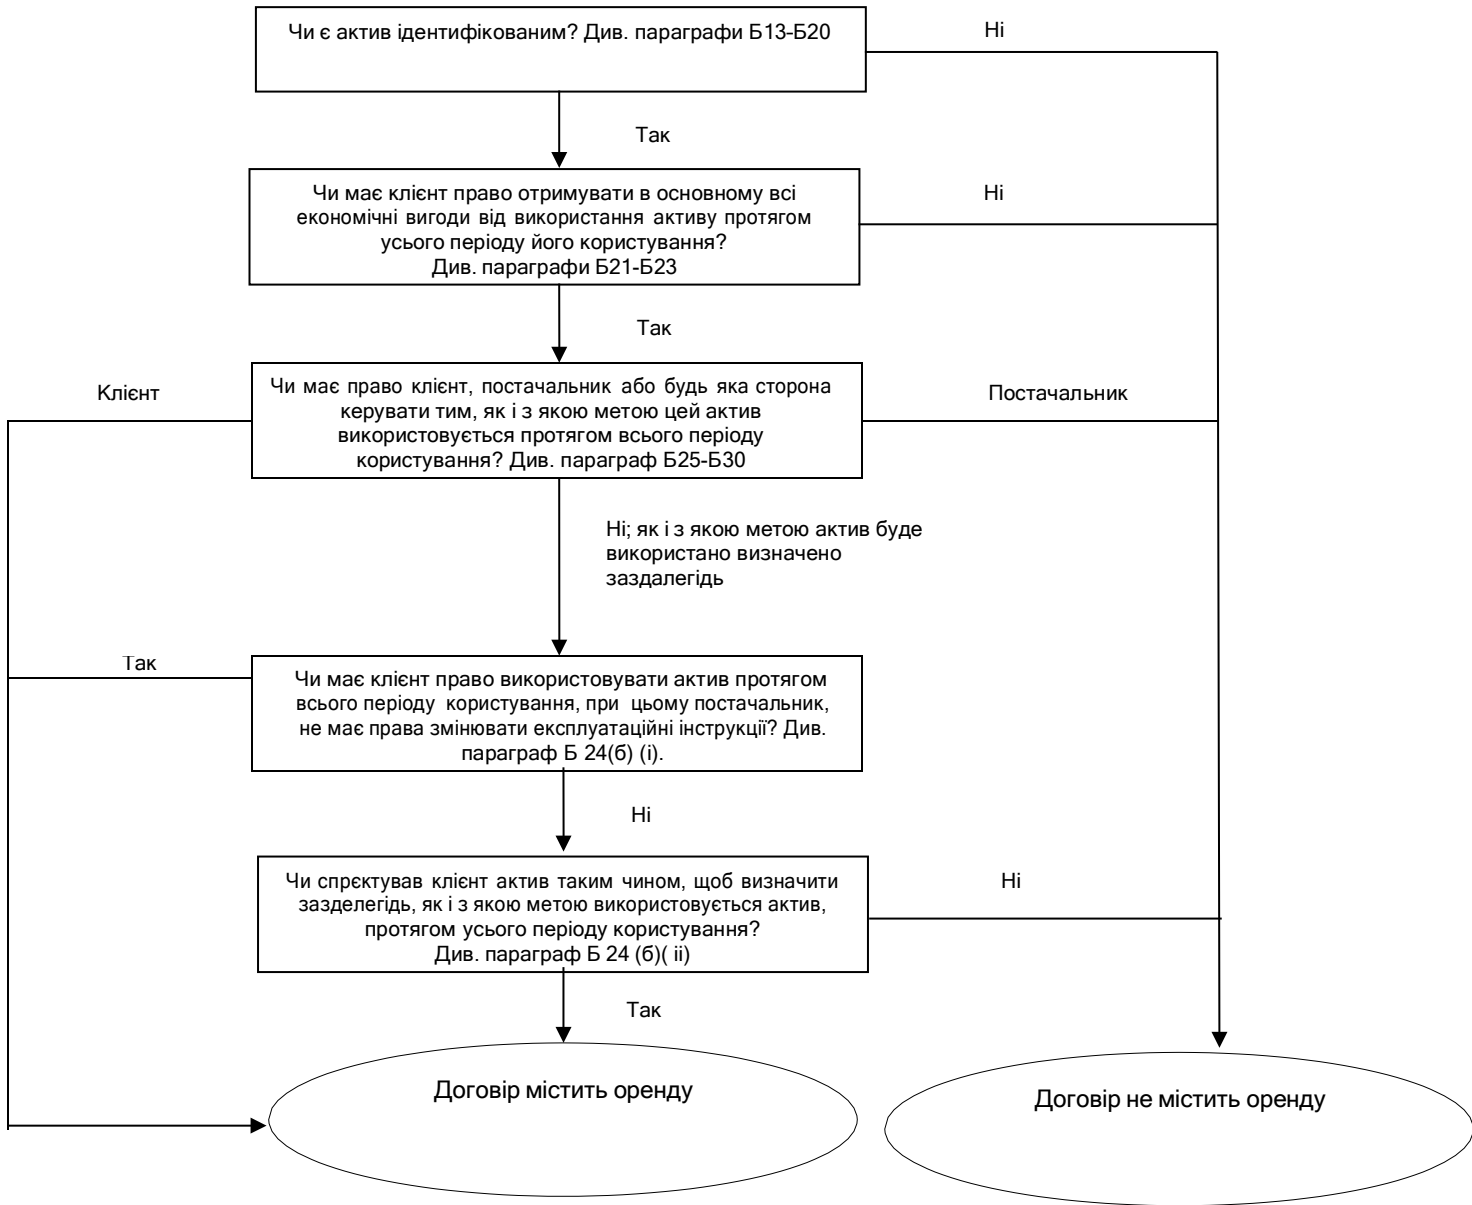 Чи є актив ідентифікованим? Див. параграфи Б13-Б20
Ні
Так
Чи має клієнт право отримувати в основному всі
економічні вигоди від використання активу протягом
усього періоду його користування?
Див. параграфи Б21-Б23
Ні
Так
Клієнт
Чи має право клієнт, постачальник або будь яка сторона
керувати тим, як і з якою метою цей актив
використовується протягом всього періоду
користування? Див. параграф Б25-Б30
Постачальник
Ні; як і з якою метою актив буде
використано визначено
заздалегідь
Так
Чи має клієнт право використовувати актив протягом
всього періоду користування, при цьому постачальник,
не має права змінювати експлуатаційні інструкції? Див.
параграф Б 24(б) (і).
Ні
Чи спрєктував клієнт актив таким чином, щоб визначити
зазделегідь, як і з якою метою використовується актив,
протягом усього періоду користування?
Див. параграф Б 24 (б)( іі)
Ні
Так
Договір містить оренду
Договір не містить оренду